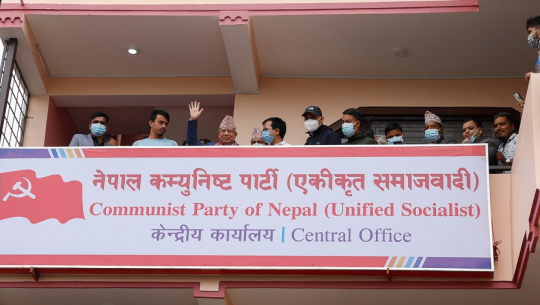 नेपाल कम्युनिष्ट पार्टी (एकीकृत समाजवादी)
Communist Party of Nepal (Unified Socialist)
केन्द्रीय कार्यालय | Central Office